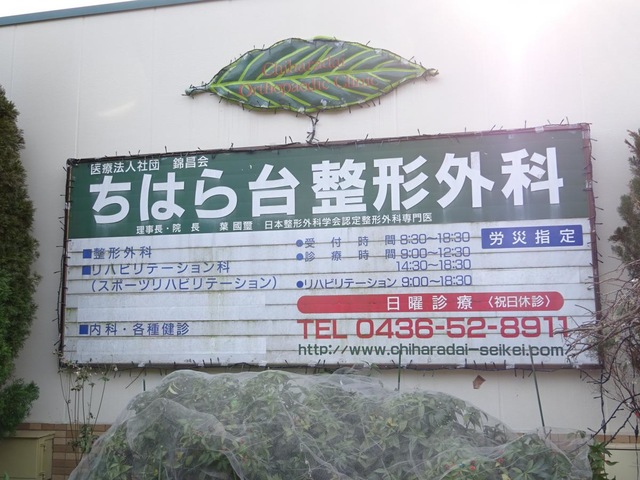 Chiharadai
Orthopaedic Clinic
医療法人社団 錦昌会
ちはら台整形外科
理事長・院長 葉國璽 日本整形外科学会認定整形外科専門医
■整形外科
■リハビリテーション科
(スポーツリハビリテーション)
■内科・各種健診
●受付時間 8:30〜18:30
●診療時間 9:00〜12:30
14:30〜18:30
●リハビリテーション 9:00〜18:30
労災指定
日曜診療〈祝日休診〉
TEL 0436-52-8911
http://www.chiharadai-seikei.com